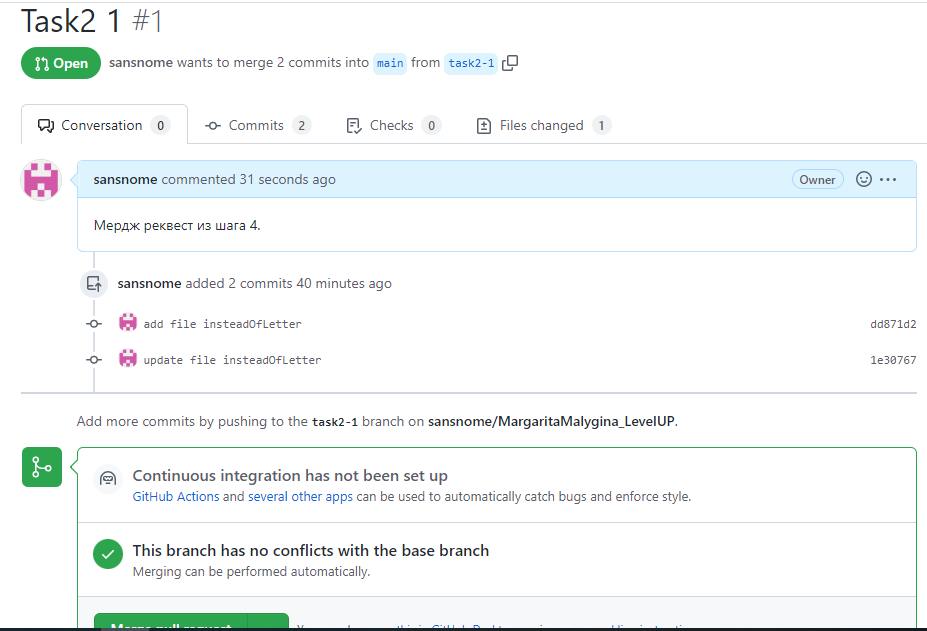 Task2 1 #1
Open sansnome wants to merge 2 commits into main from task2-1
Conversation 0 Commits 2 Checks 0 Files changed 1
sansnome commented 31 seconds ago Owner
Мердж реквест из шага 4.
sansnome added 2 commits 40 minutes ago
add file insteadOfLetter dd871d2
update file insteadOfLetter 1e30767
Add more commits by pushing to the task2-1 branch on sansnome/MargaritaMalygina_LevelUP.
Continuous integration has not been set up
GitHub Actions and several other apps can be used to automatically catch bugs and enforce style.
This branch has no conflicts with the base branch
Merging can be performed automatically.
Merge pull request